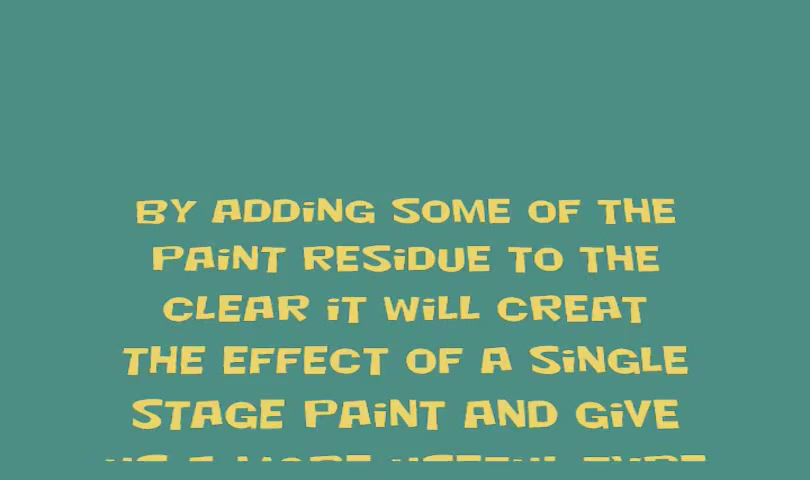 BY ADDiNG SOME OF THE
PAiNT RESiDUE TO THE
CLEAR iT WiLL CREAT
THE EFFECT OF A SiNGLE
STAGE PAiNT AND GiVE